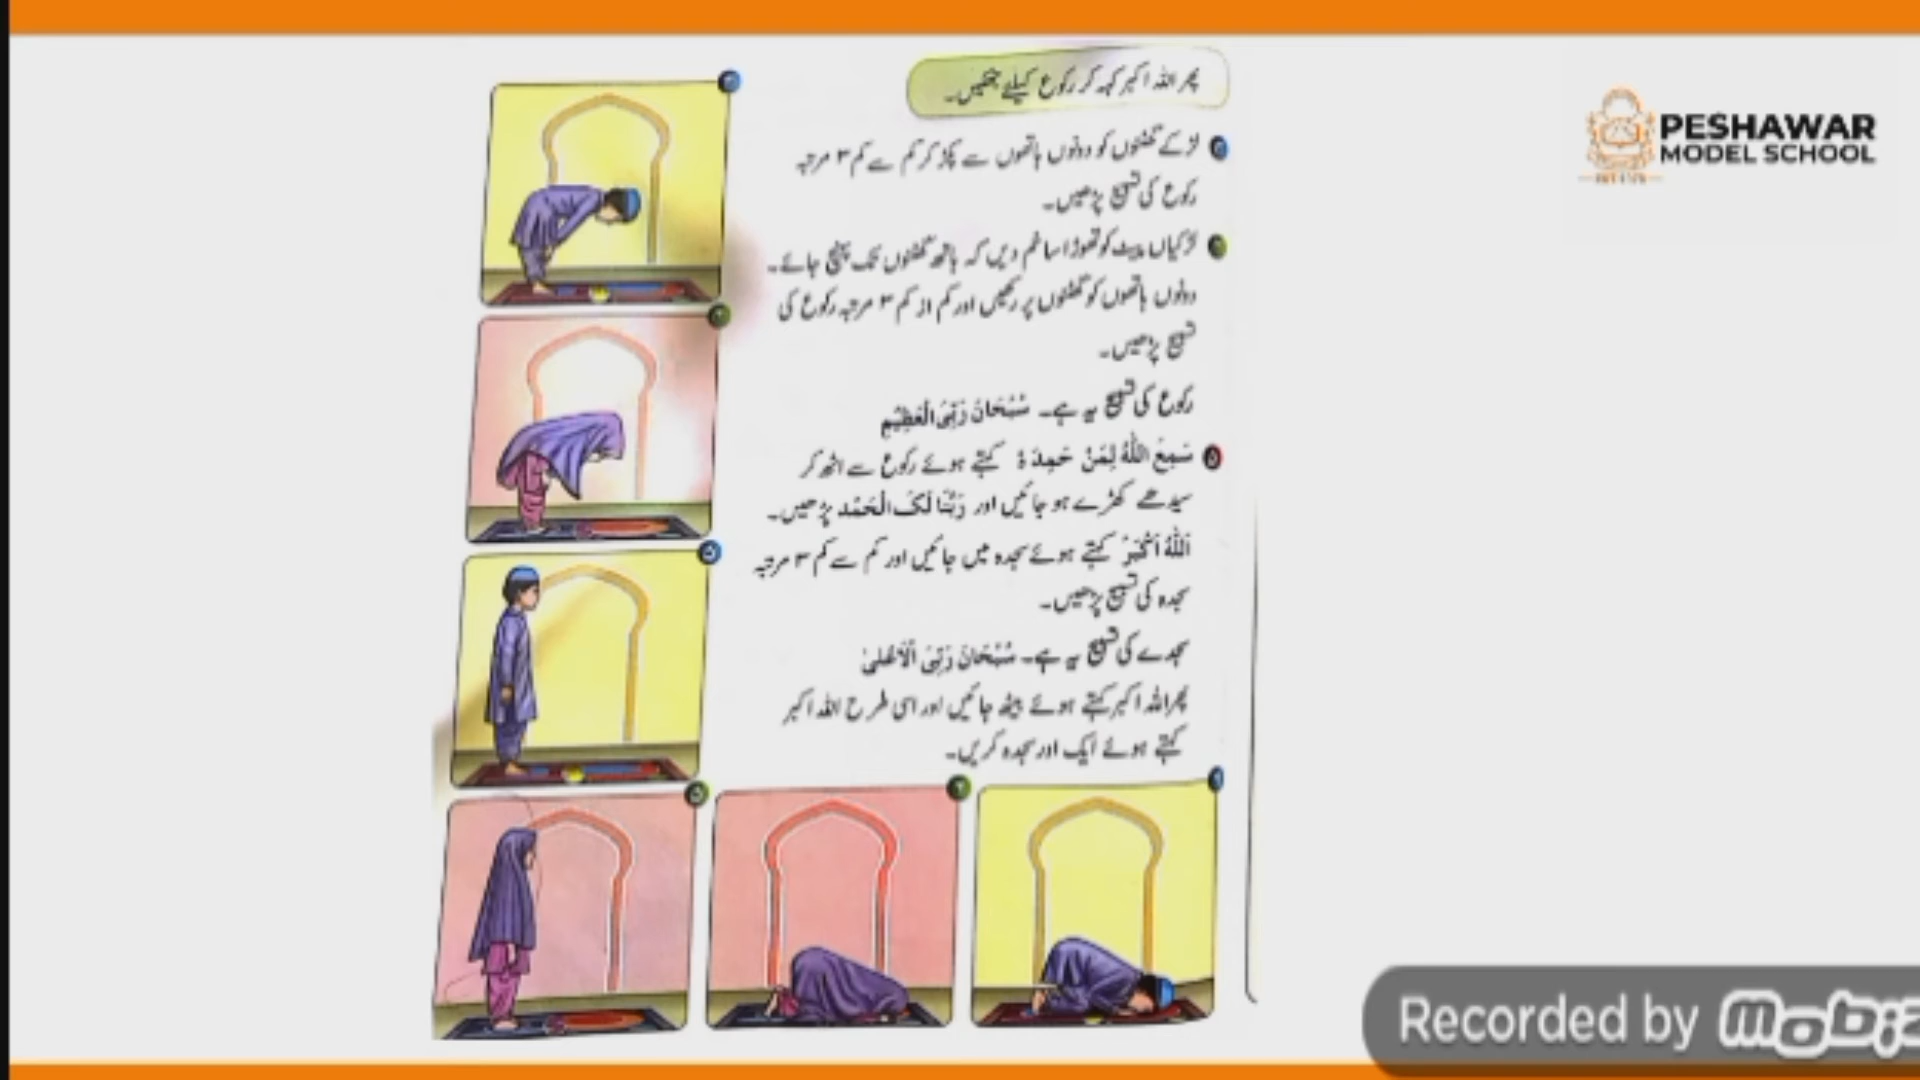 پھر اللہ اکبر کہہ کر رکوع کیلئے جھکیں۔
لڑکے گھٹنوں کو دونوں ہاتھوں سے پکڑ کر کم سے کم ۳ مرتبہ
رکوع کی تسبیح پڑھیں۔
لڑکیاں پیٹ کو تھوڑا سا خم دیں کہ ہاتھ گھٹنوں تک پہنچ جائے۔
دونوں ہاتھوں کو گھٹنوں پر رکھیں اور کم از کم ۳ مرتبہ رکوع کی
تسبیح پڑھیں۔
رکوع کی تسبیح یہ ہے۔ سُبْحَانَ رَبِّیَ الْعَظِیْمِ
۵ سَمِعَ اللّٰهُ لِمَنْ حَمِدَهٗ کہتے ہوئے رکوع سے اٹھ کر
سیدھے کھڑے ہو جائیں اور رَبَّنَا لَکَ الْحَمْد پڑھیں۔
اَللّٰهُ اَکْبَرْ کہتے ہوئے سجدہ میں جائیں اور کم سے کم ۳ مرتبہ
سجدہ کی تسبیح پڑھیں۔
سجدے کی تسبیح یہ ہے۔ سُبْحَانَ رَبِّیَ الْاَعْلیٰ
پھر اللہ اکبر کہتے ہوئے بیٹھ جائیں اور اسی طرح اللہ اکبر
کہتے ہوئے ایک اور سجدہ کریں۔
۵
۵
PESHAWAR
MODEL SCHOOL
Recorded by Mobiz